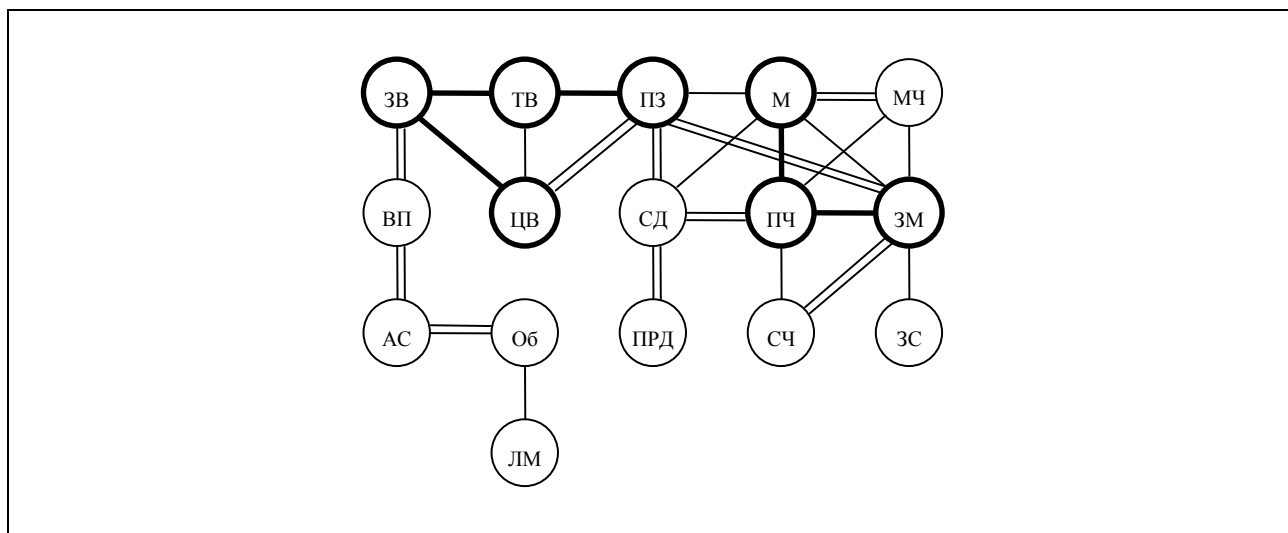 ЗВ ТВ ПЗ М МЧ
ВП ЦВ СД ПЧ ЗМ
АС Об ПРД СЧ ЗС
ЛМ